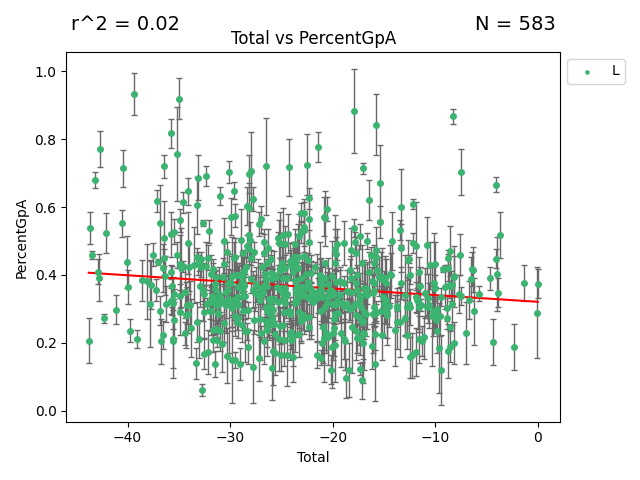 r^2 = 0.02
N = 583
Total vs PercentGpA
L
PercentGpA
1.0
0.8
0.6
0.4
0.2
0.0
−40
−30
−20
−10
0
Total